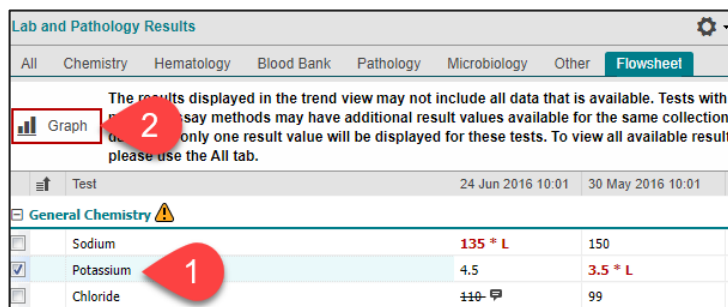 Lab and Pathology Results
All Chemistry Hematology Blood Bank Pathology Microbiology Other Flowsheet
The results displayed in the trend view may not include all data that is available. Tests with
Graph 2 say methods may have additional result values available for the same collection
only one result value will be displayed for these tests. To view all available result
please use the All tab.
Test 24 Jun 2016 10:01 30 May 2016 10:01
General Chemistry
Sodium 135 * L 150
Potassium 1 4.5 3.5 * L
Chloride 110 99